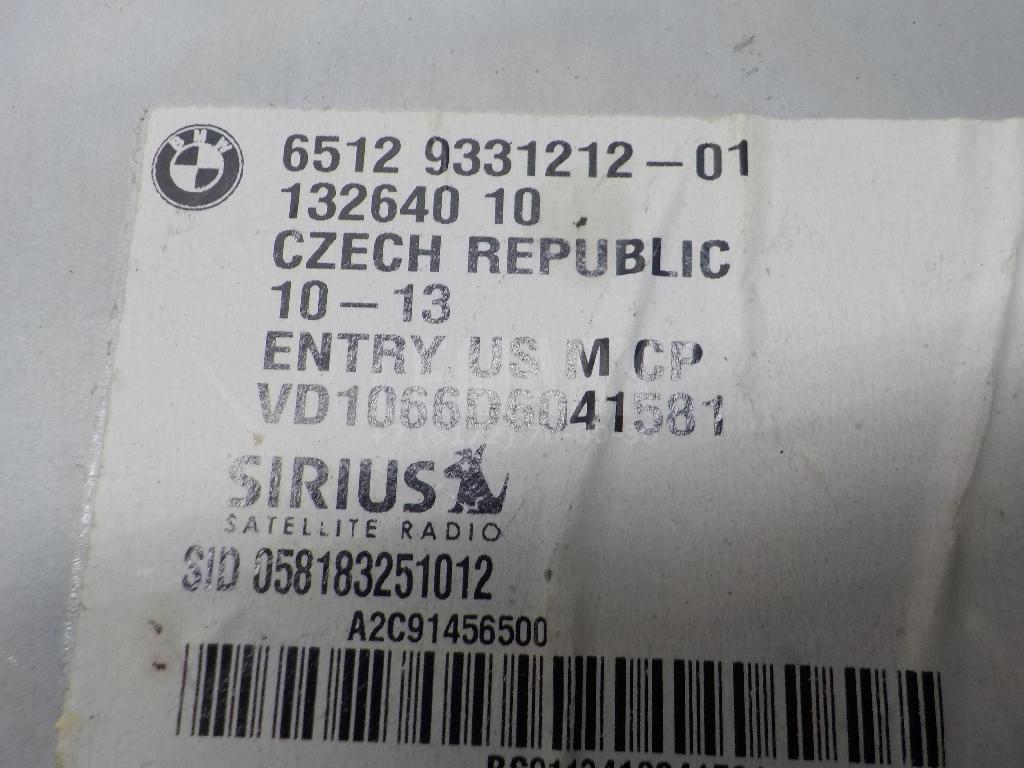 BMW
6512 9331212-01
132640 10
CZECH REPUBLIC
10-13
ENTRY US M CP
VD1066D6041581
SIRIUS
SATELLITE RADIO
SID 058183251012
A2C91456500